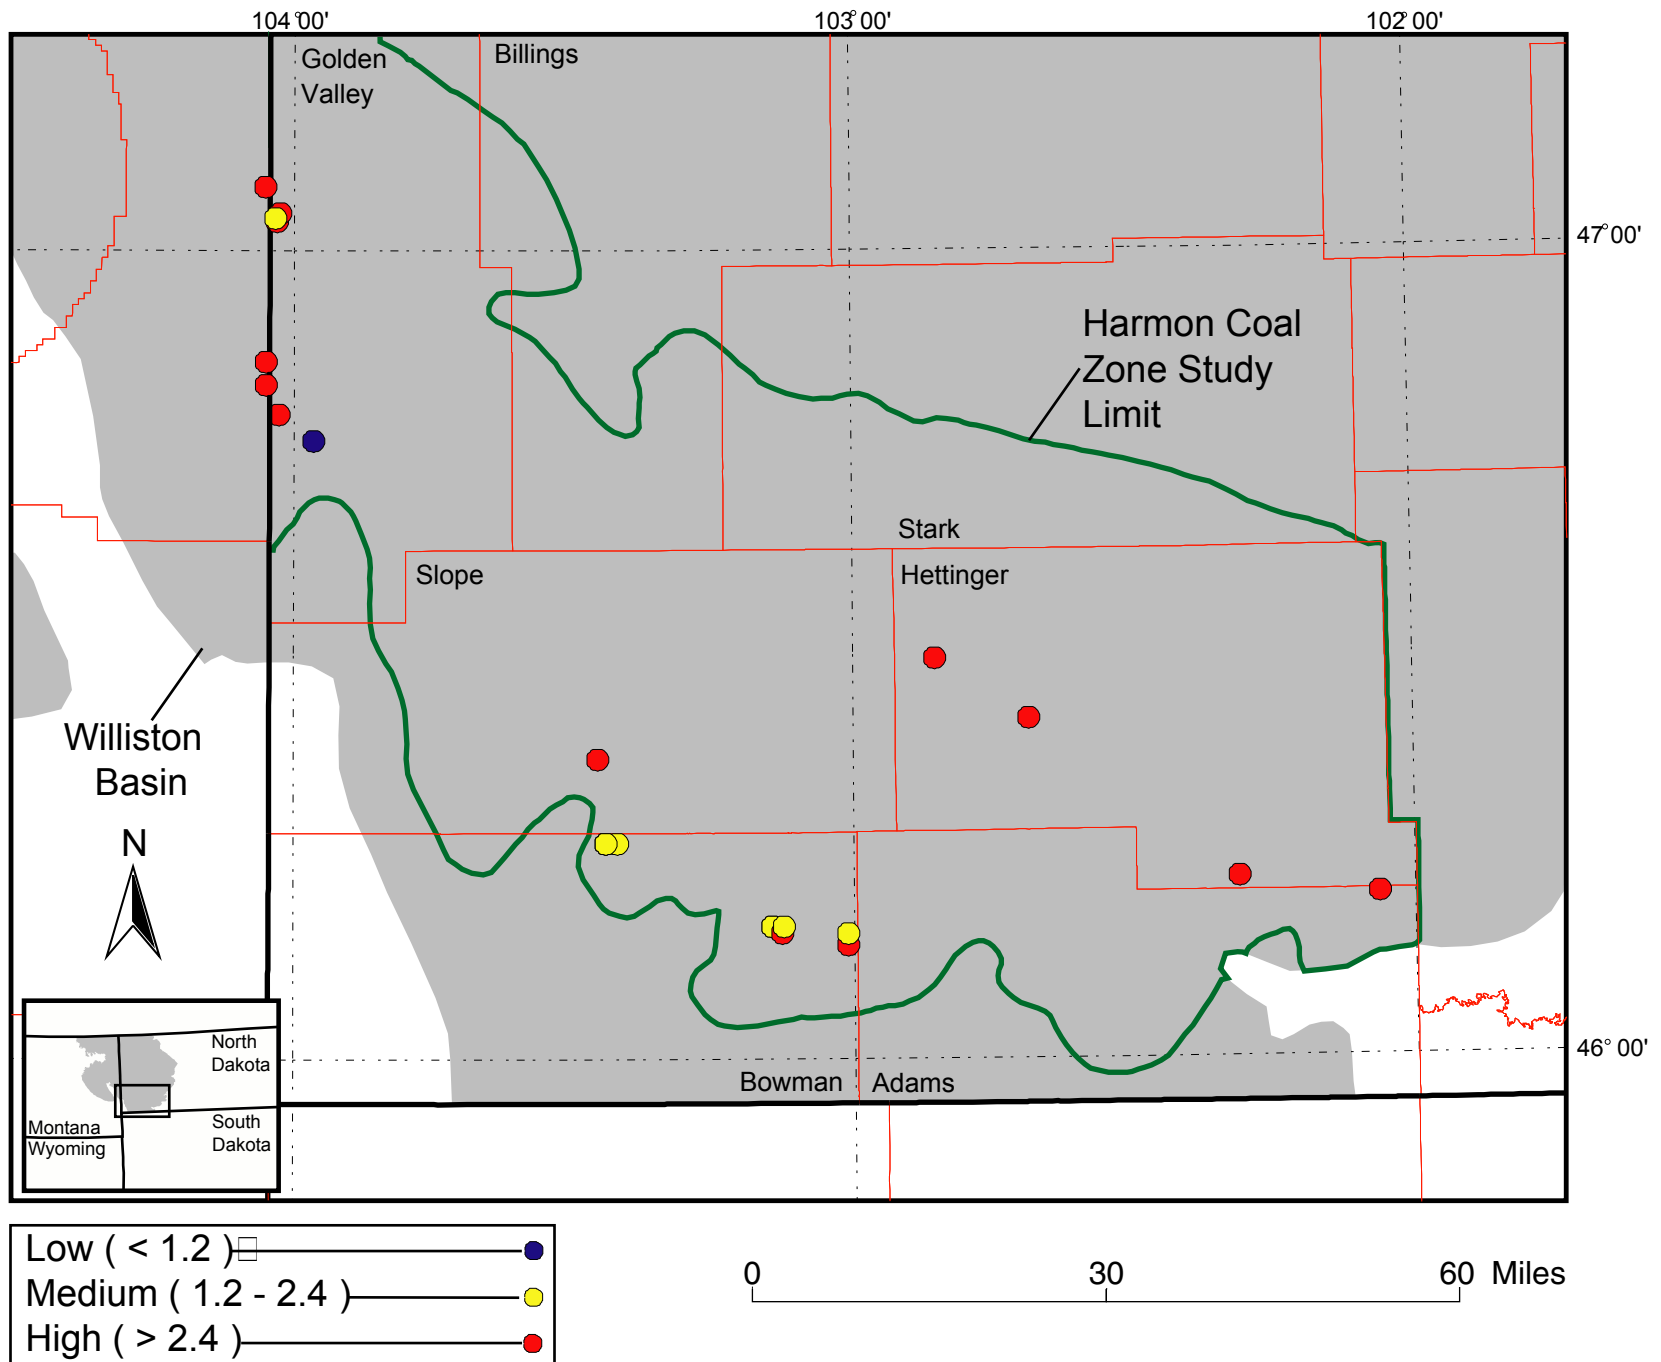 104°00'
103°00'
102°00'
Golden
Valley
Billings
47°00'
Harmon Coal
Zone Study
Limit
Stark
Slope
Hettinger
Williston
Basin
N
46°00'
Bowman
Adams
North
Dakota
South
Dakota
Montana
Wyoming
Low ( < 1.2 )
Medium ( 1.2 - 2.4 )
High ( > 2.4 )
0 30 60 Miles